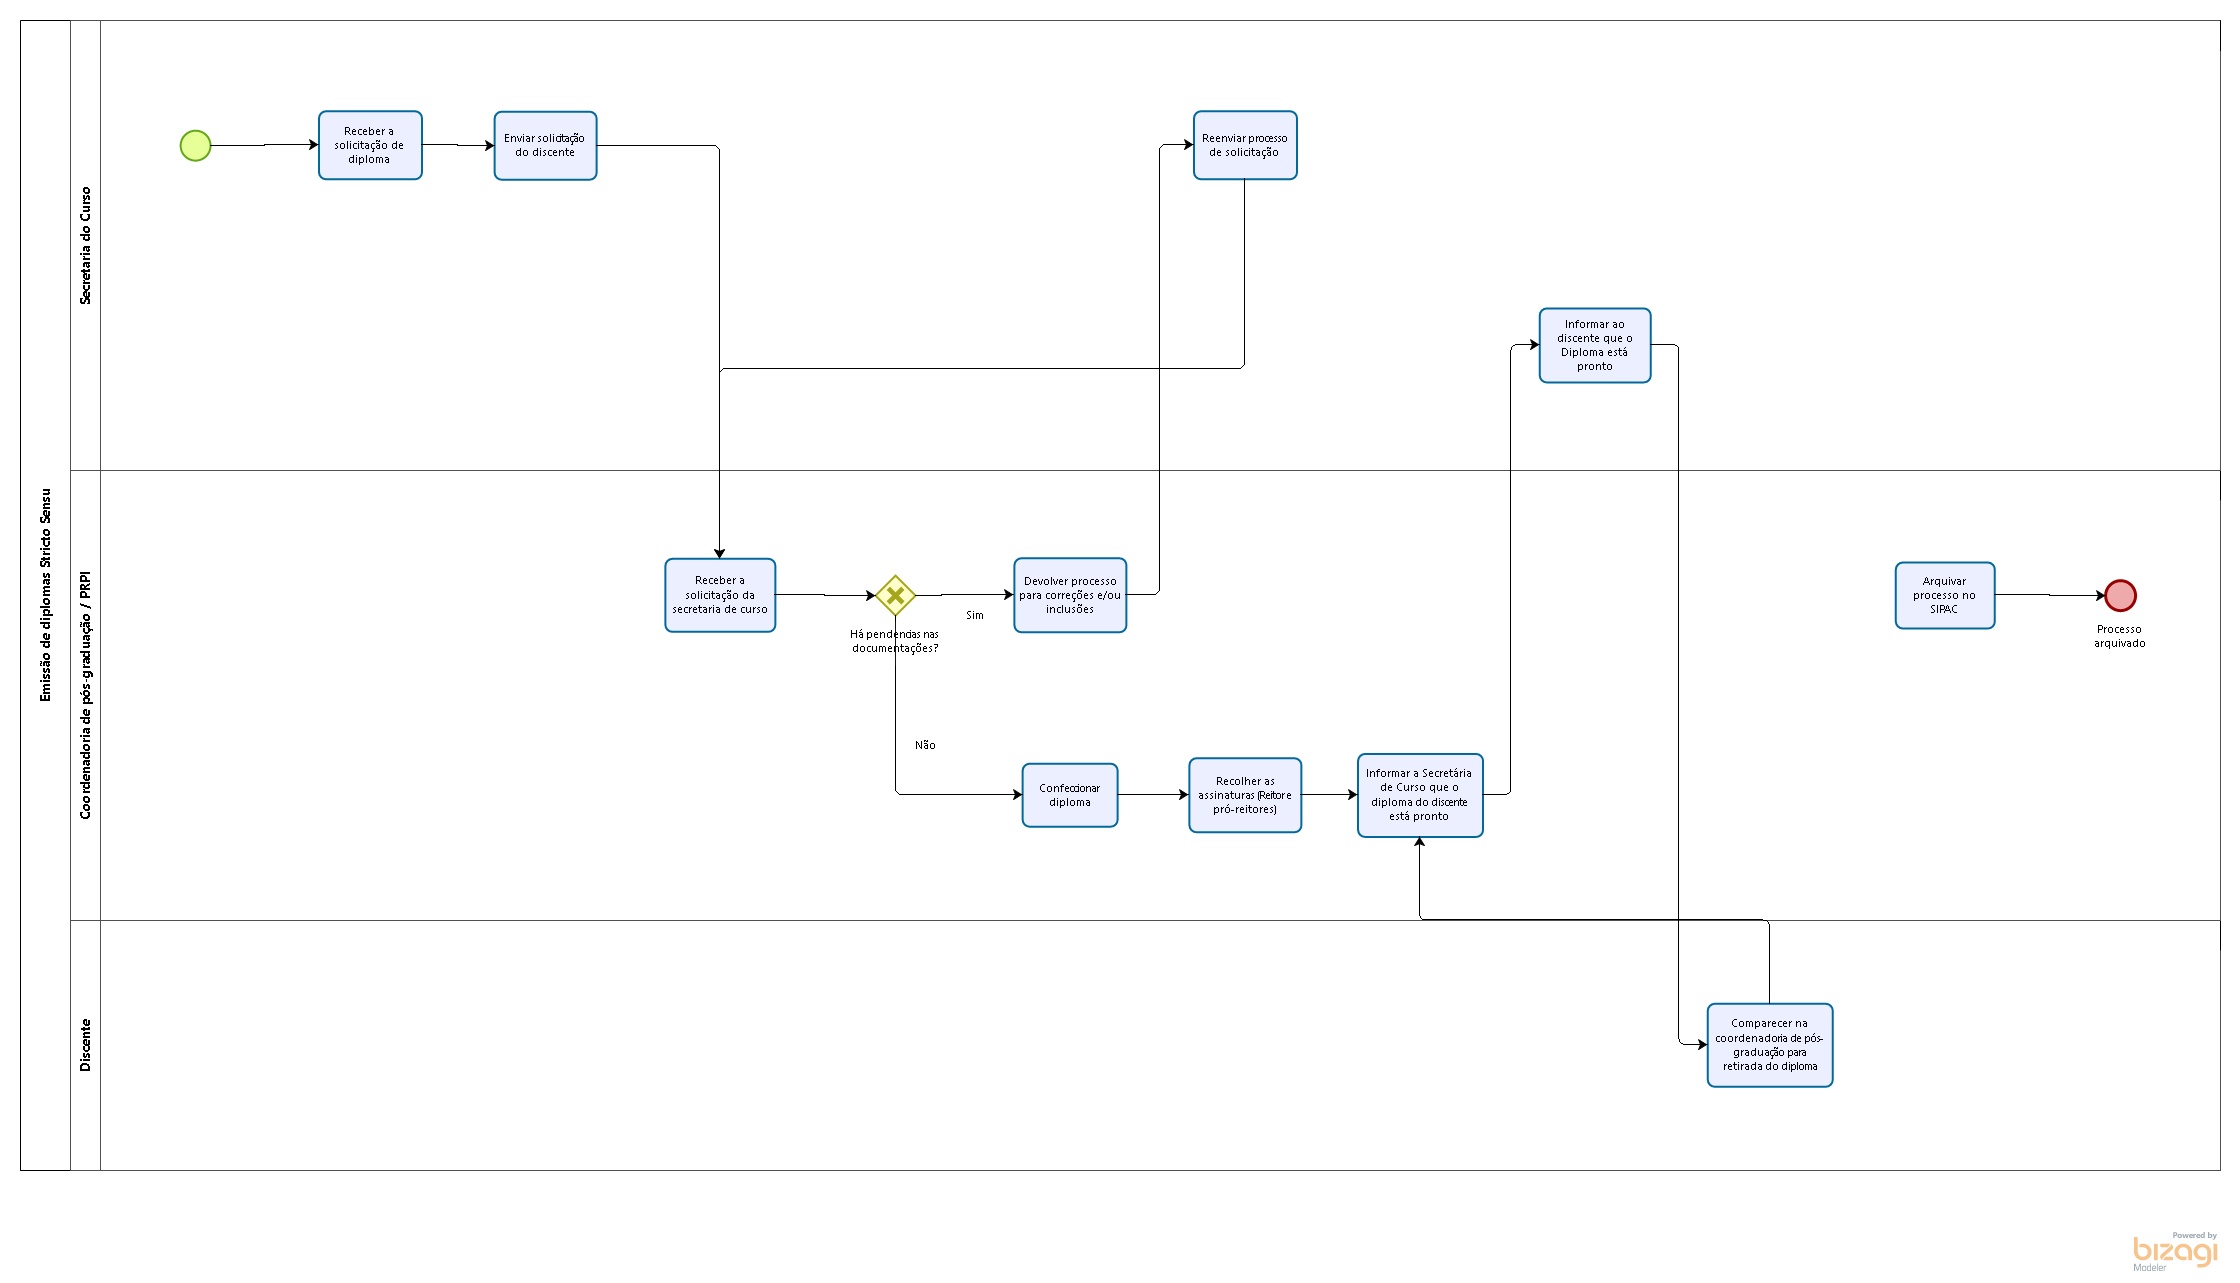 Emissão de diplomas Stricto Sensu
Secretaria do Curso
Receber a
solicitação de
diploma
Enviar solicitação
do discente
Reenviar processo
de solicitação
Informar ao
discente que o
Diploma está
pronto
Coordenadoria de pós-graduação / PRPI
Receber a
solicitação da
secretaria de curso
Há pendencias nas
documentações?
Sim
Devolver processo
para correções e/ou
inclusões
Arquivar
processo no
SIPAC
Processo
arquivado
Não
Confeccionar
diploma
Recolher as
assinaturas (Reitor e
pró-reitores)
Informar a Secretária
de Curso que o
diploma do discente
está pronto
Discente
Comparecer na
coordenadoria de pós-
graduação para
retirada do diploma
Powered by
bizagi
Modeler